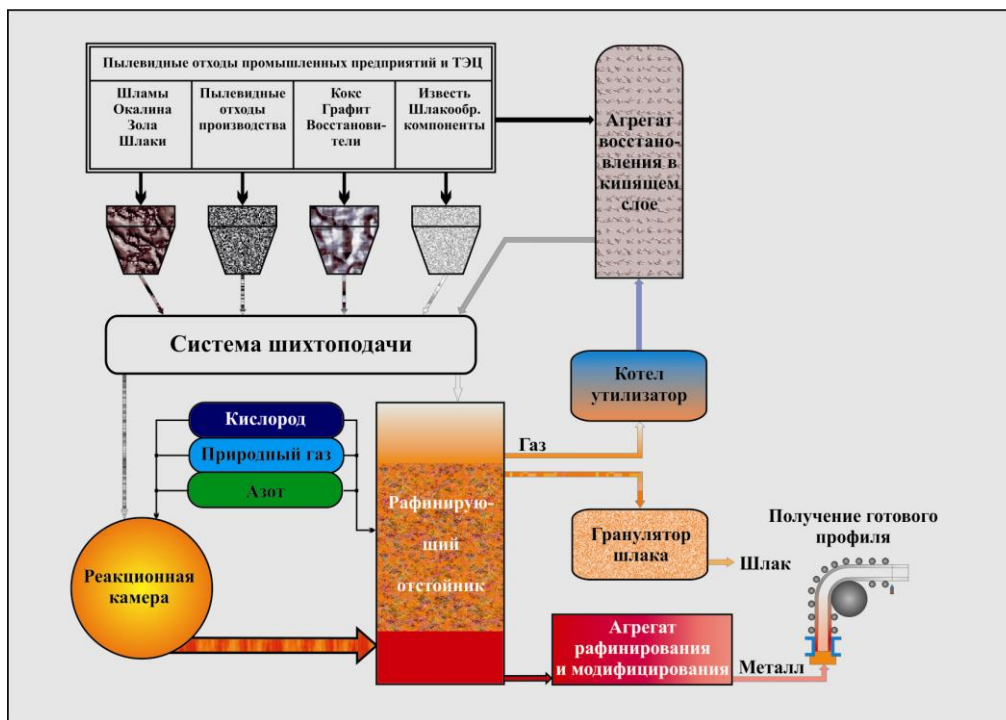 Пылевидные отходы промышленных предприятий и ТЭЦ
Шламы
Окалина
Зола
Шлаки
Пылевидные
отходы
производства
Кокс
Графит
Восстанови-
тели
Известь
Шлакообр.
компоненты
Агрегат
восстано-
вления в
кипящем
слое
Система шихтоподачи
Котел
утилизатор
Кислород
Природный газ
Азот
Газ
Рафинирую-
щий
отстойник
Гранулятор
шлака
Шлак
Получение готового
профиля
Реакционная
камера
Агрегат
рафинирования
и модифицирования
Металл